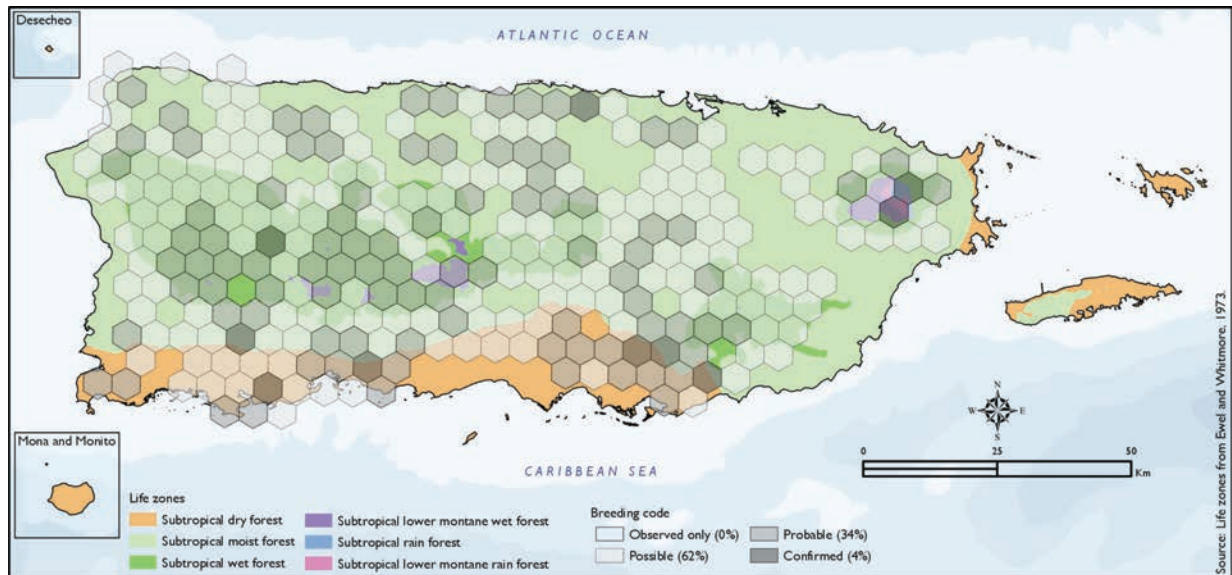 Desecheo
ATLANTIC OCEAN
N
W E
S
0 25 50
Km
CARIBBEAN SEA
Mona and Monito
Life zones
Subtropical dry forest
Subtropical moist forest
Subtropical wet forest
Subtropical lower montane wet forest
Subtropical rain forest
Subtropical lower montane rain forest
Breeding code
Observed only (0%)
Possible (62%)
Probable (34%)
Confirmed (4%)
Source: Life zones from Ewel and Whitmore, 1973.